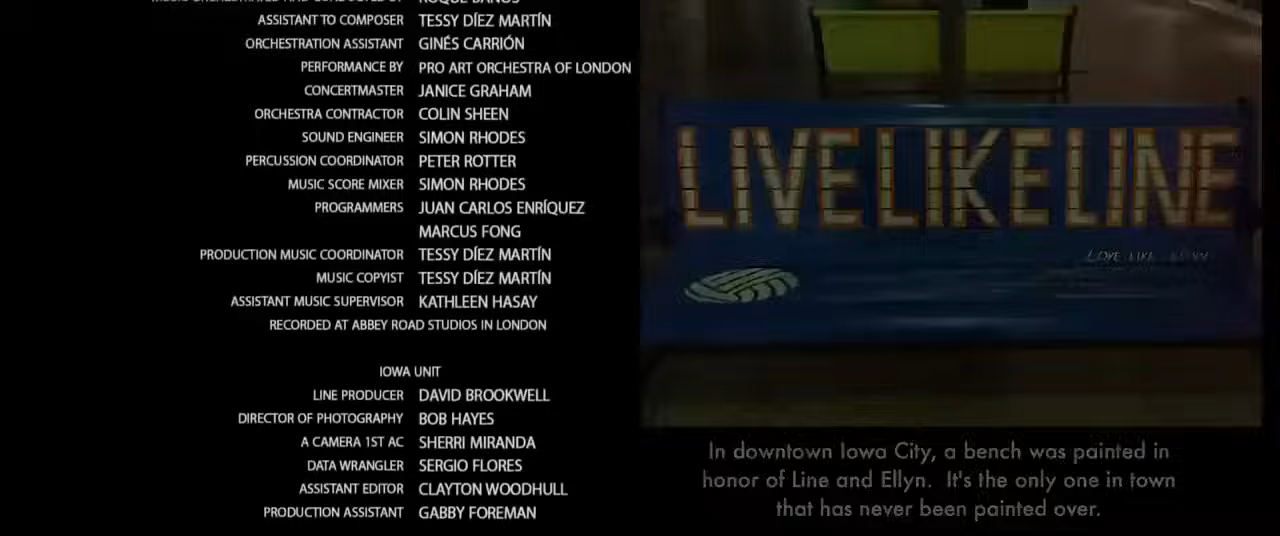 ASSISTANT TO COMPOSER TESSY DÍEZ MARTÍN
ORCHESTRATION ASSISTANT GINÉS CARRIÓN
PERFORMANCE BY PRO ART ORCHESTRA OF LONDON
CONCERTMASTER JANICE GRAHAM
ORCHESTRA CONTRACTOR COLIN SHEEN
SOUND ENGINEER SIMON RHODES
PERCUSSION COORDINATOR PETER ROTTER
MUSIC SCORE MIXER SIMON RHODES
PROGRAMMERS JUAN CARLOS ENRÍQUEZ
MARCUS FONG
PRODUCTION MUSIC COORDINATOR TESSY DÍEZ MARTÍN
MUSIC COPYIST TESSY DÍEZ MARTÍN
ASSISTANT MUSIC SUPERVISOR KATHLEEN HASAY
RECORDED AT ABBEY ROAD STUDIOS IN LONDON
IOWA UNIT
LINE PRODUCER DAVID BROOKWELL
DIRECTOR OF PHOTOGRAPHY BOB HAYES
A CAMERA 1ST AC SHERRI MIRANDA
DATA WRANGLER SERGIO FLORES
ASSISTANT EDITOR CLAYTON WOODHULL
PRODUCTION ASSISTANT GABBY FOREMAN
LIVE LIKE LINE
LOVE LIKE
In downtown Iowa City, a bench was painted in
honor of Line and Ellyn. It's the only one in town
that has never been painted over.